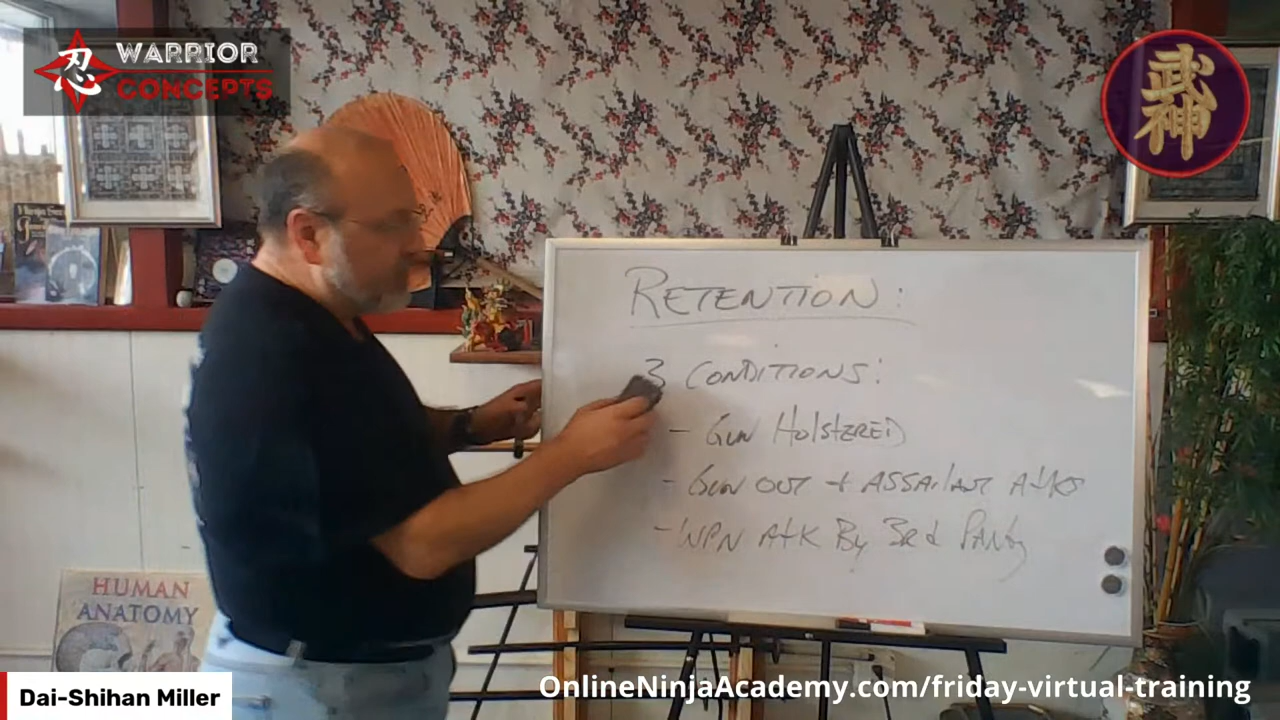 忍
WARRIOR
CONCEPTS
武神
RETENTION:
3 CONDITIONS:
- GUN HOLSTERED
- GUN OUT + ASSAILANT ATKS
- WPN ATK BY 3rd PARTY
HUMAN
ANATOMY
Dai-Shihan Miller
OnlineNinjaAcademy.com/friday-virtual-training